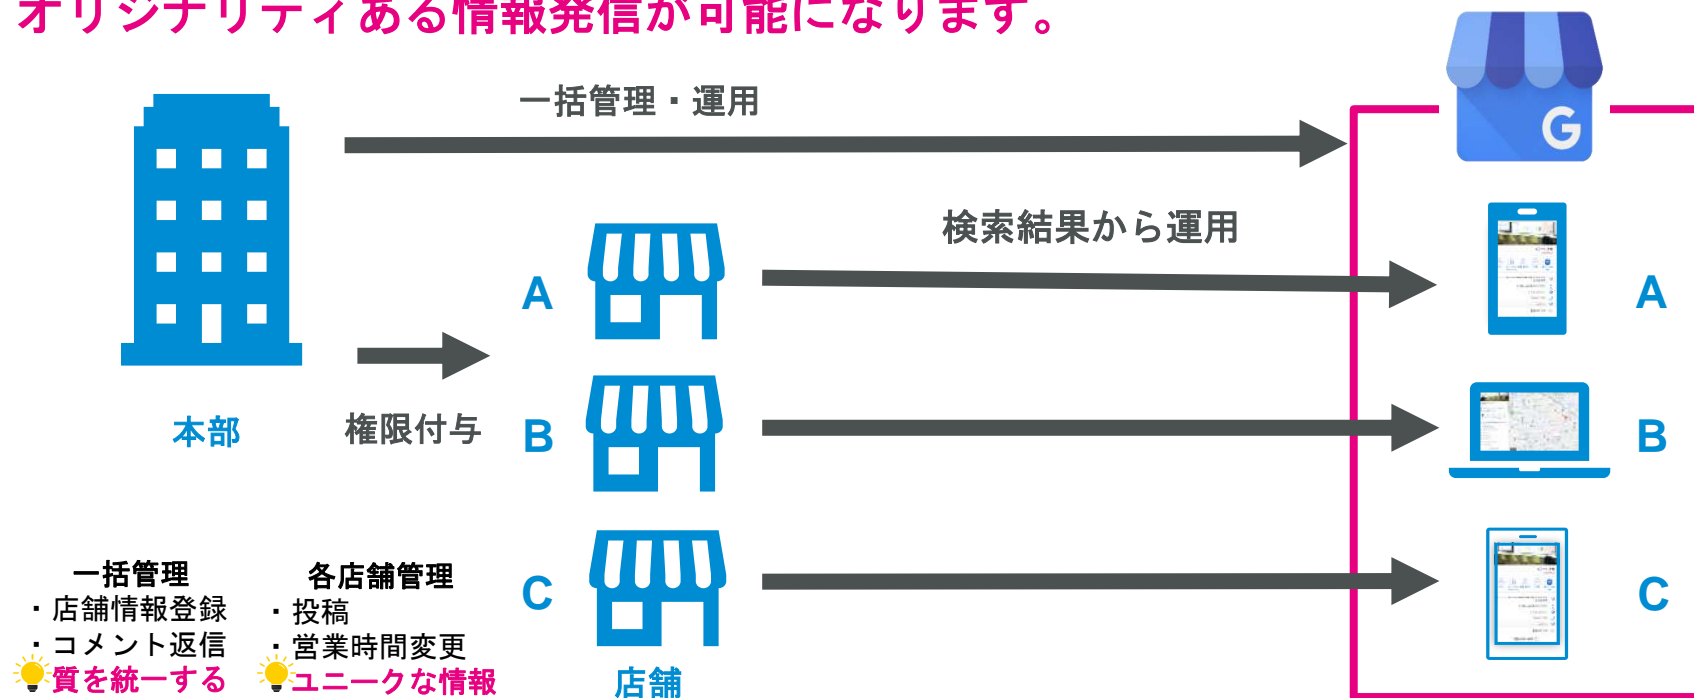 オリジナリティある情報発信が可能になります。
一括管理・運用
G
検索結果から運用
A
A
本部
権限付与
B
B
C
C
店舗
一括管理
・店舗情報登録
・コメント返信
質を統一する
各店舗管理
・投稿
・営業時間変更
ユニークな情報